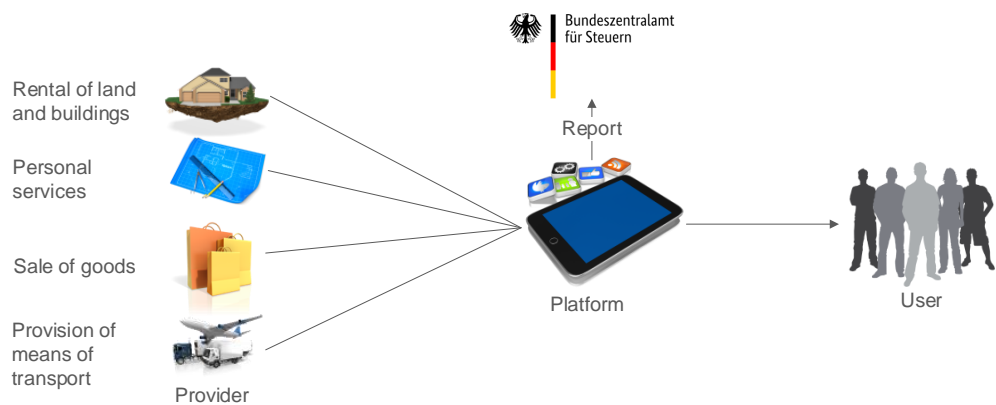 Bundeszentralamt
für Steuern
Rental of land
and buildings
Report
Personal
services
Sale of goods
Platform
User
Provision of
means of
transport
Provider